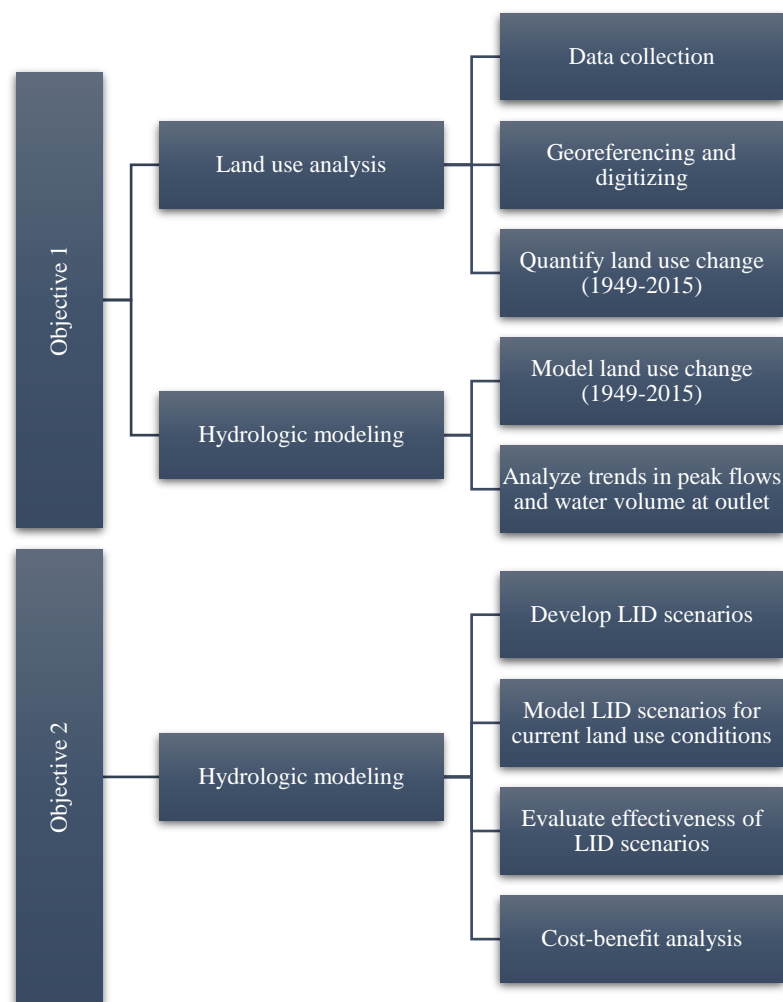 Objective 1
Land use analysis
Data collection
Georeferencing and
digitizing
Quantify land use change
(1949-2015)
Hydrologic modeling
Model land use change
(1949-2015)
Analyze trends in peak flows
and water volume at outlet
Objective 2
Hydrologic modeling
Develop LID scenarios
Model LID scenarios for
current land use conditions
Evaluate effectiveness of
LID scenarios
Cost-benefit analysis